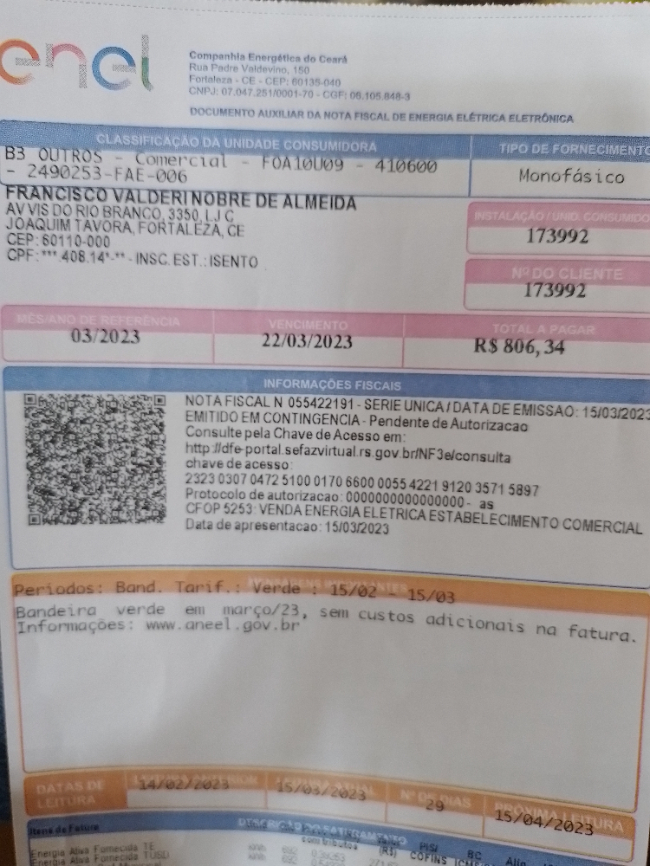 enel
Companhia Energética do Ceará
Rua Padre Valdevino, 150
Fortaleza - CE - CEP: 60135-040
CNPJ: 07.047.251/0001-70 - CGF: 06.105.848-3
DOCUMENTO AUXILIAR DA NOTA FISCAL DE ENERGIA ELÉTRICA ELETRÔNICA
CLASSIFICAÇÃO DA UNIDADE CONSUMIDORA
B3 OUTROS - Comercial - F0A10U09 - 410600
- 2490253-FAE-006
TIPO DE FORNECIMENTO
Monofásico
FRANCISCO VALDERI NOBRE DE ALMEIDA
AV VIS DO RIO BRANCO, 3350, LJ C
JOAQUIM TAVORA, FORTALEZA, CE
CEP: 60110-000
CPF: ***.408.14*-** - INSC. EST.: ISENTO
INSTALAÇÃO / UNID. CONSUMIDO
173992
Nº DO CLIENTE
173992
MÊS/ANO DE REFERÊNCIA
03/2023
VENCIMENTO
22/03/2023
TOTAL A PAGAR
R$ 806,34
INFORMAÇÕES FISCAIS
NOTA FISCAL N 055422191 - SERIE UNICA / DATA DE EMISSAO: 15/03/2023
EMITIDO EM CONTINGENCIA - Pendente de Autorizacao
Consulte pela Chave de Acesso em:
http://dfe-portal.sefazvirtual.rs.gov.br/NF3e/consulta
chave de acesso:
2323 0307 0472 5100 0170 6600 0055 4221 9120 3571 5897
Protocolo de autorizacao: 0000000000000000 - as
CFOP 5253: VENDA ENERGIA ELETRICA ESTABELECIMENTO COMERCIAL
Data de apresentacao: 15/03/2023
Períodos: Band. Tarif.: Verde : 15/02 - 15/03
Bandeira verde em março/23, sem custos adicionais na fatura.
Informações: www.aneel.gov.br
DATAS DE
LEITURA
LEITURA ANTERIOR
14/02/2023
LEITURA ATUAL
15/03/2023
Nº DE DIAS
29
PRÓXIMA LEITURA
15/04/2023
DESCRIÇÃO DO FATURAMENTO
Itens de Fatura
Energia Ativa Fornecida TE
Energia Ativa Fornecida TUSD